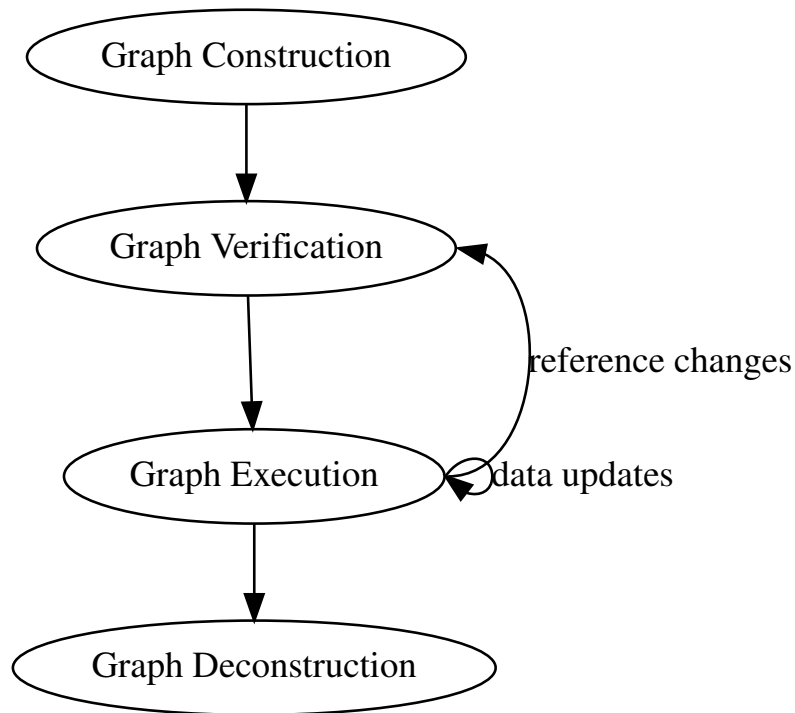 Graph Construction
Graph Verification
reference changes
Graph Execution
data updates
Graph Deconstruction